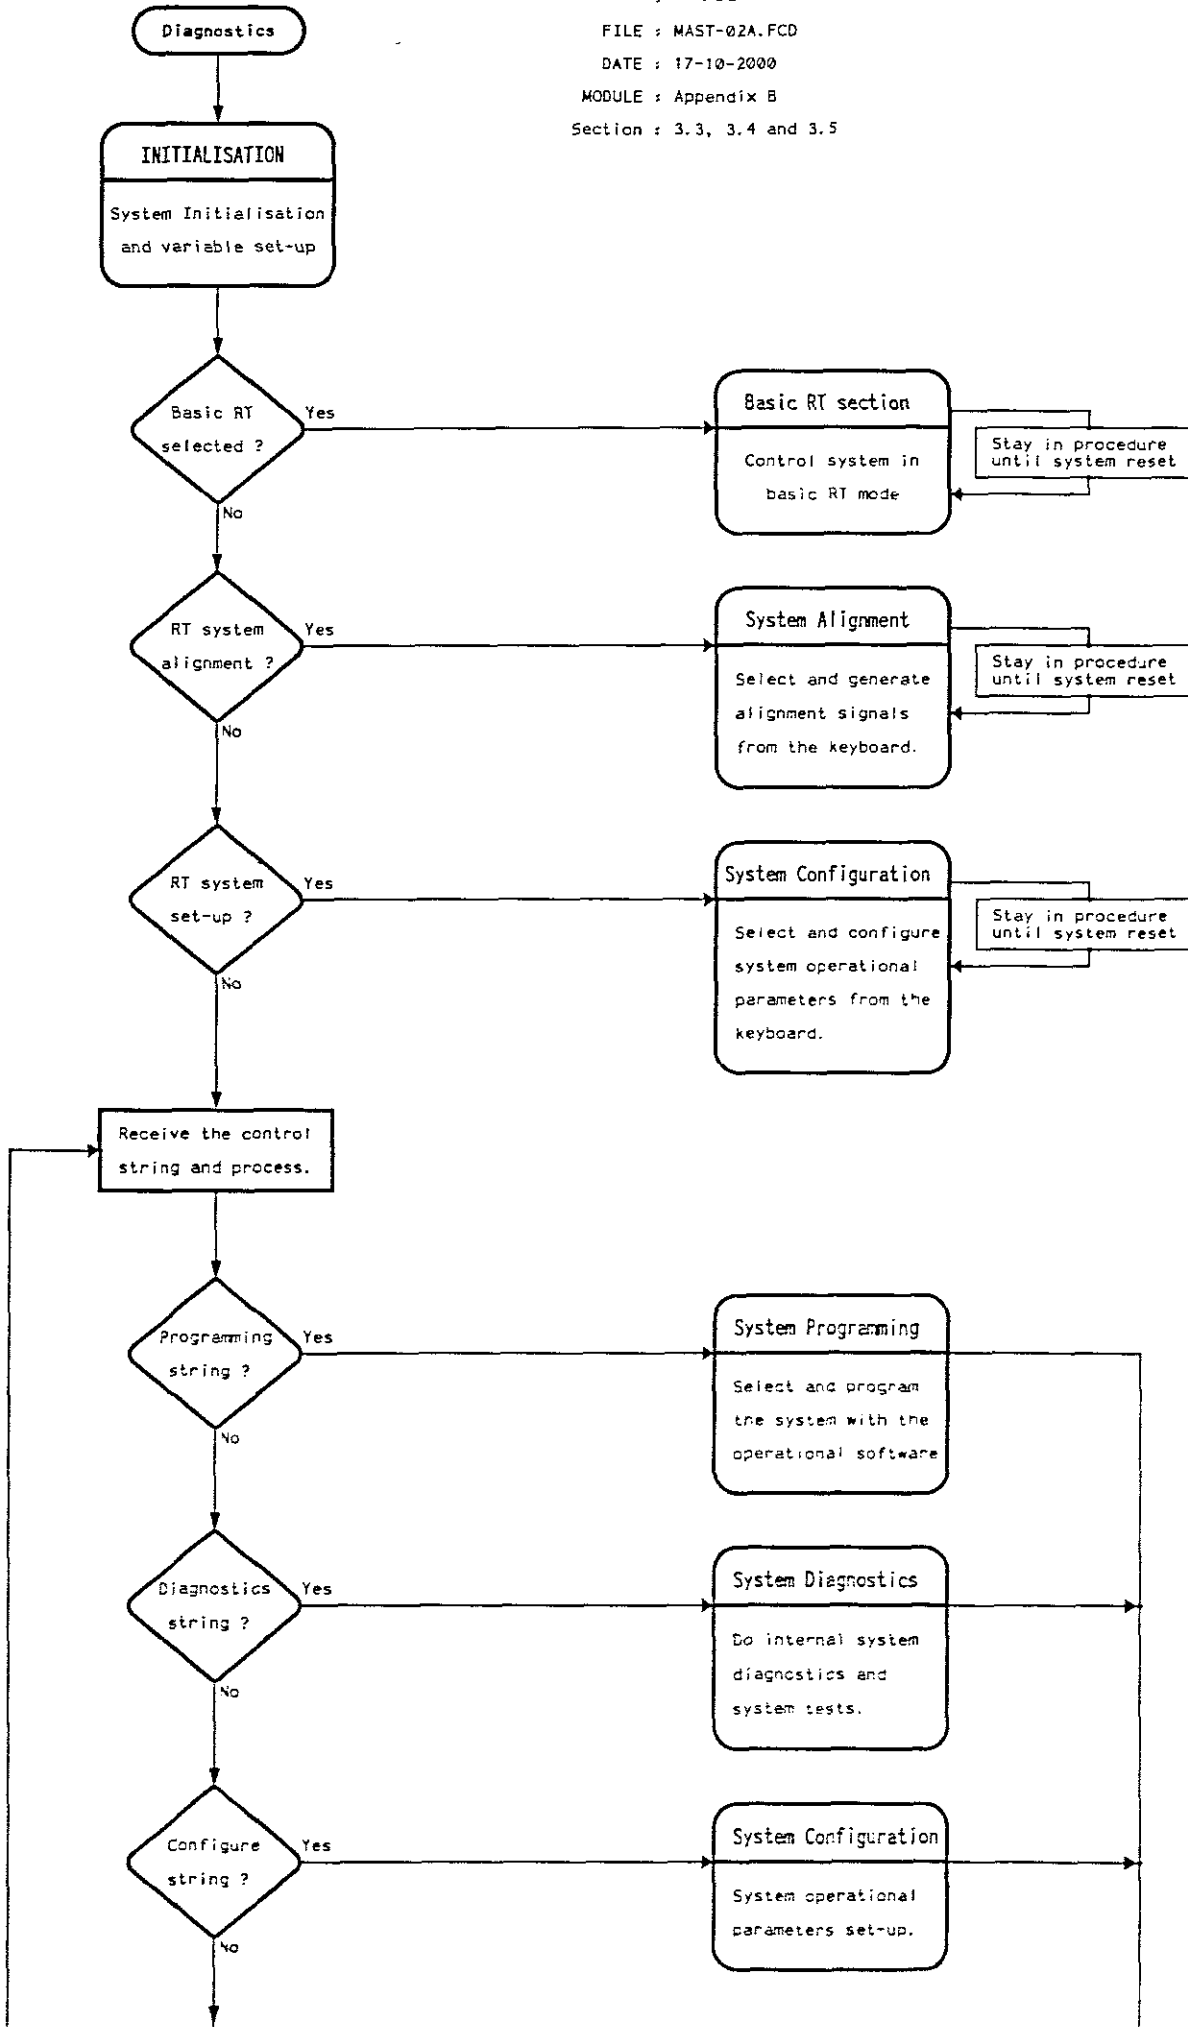 Diagnostics
FILE : MAST-02A.FCD
DATE : 17-10-2000
MODULE : Appendix B
Section : 3.3, 3.4 and 3.5
INITIALISATION
System Initialisation
and variable set-up
Basic RT
selected ?
Yes
No
Basic RT section
Control system in
basic RT mode
Stay in procedure
until system reset
RT system
alignment ?
Yes
No
System Alignment
Select and generate
alignment signals
from the keyboard.
Stay in procedure
until system reset
RT system
set-up ?
Yes
No
System Configuration
Select and configure
system operational
parameters from the
keyboard.
Stay in procedure
until system reset
Receive the control
string and process.
Programming
string ?
Yes
No
System Programming
Select and program
the system with the
operational software
Diagnostics
string ?
Yes
No
System Diagnostics
Do internal system
diagnostics and
system tests.
Configure
string ?
Yes
No
System Configuration
System operational
parameters set-up.